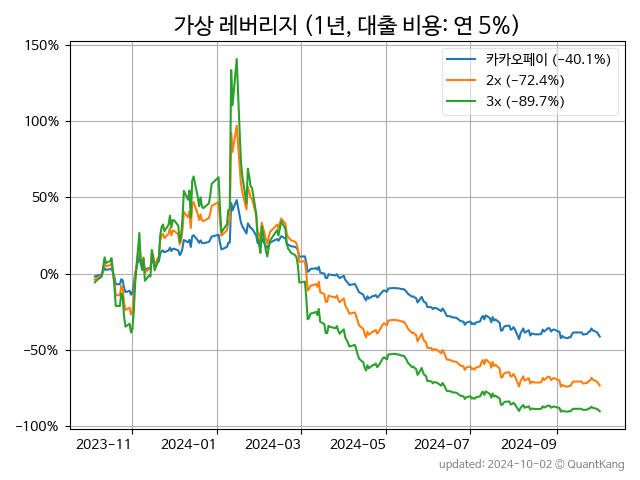 가상 레버리지 (1년, 대출 비용: 연 5%)
150%
100%
50%
0%
−50%
−100%
카카오페이 (−40.1%)
2x (−72.4%)
3x (−89.7%)
2023-11
2024-01
2024-03
2024-05
2024-07
2024-09
updated: 2024-10-02 © QuantKang